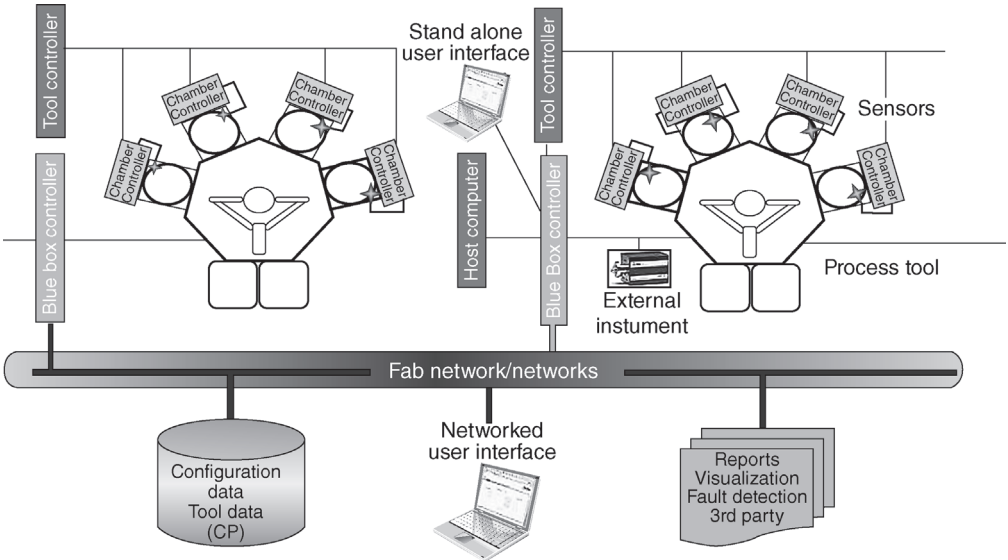 Tool controller
Blue box controller
Chamber
Controller
Chamber
Controller
Chamber
Controller
Chamber
Controller
Stand alone
user interface
Host computer
Tool controller
Blue Box controller
Chamber
Controller
Chamber
Controller
Chamber
Controller
Chamber
Controller
Sensors
Process tool
External
instument
Fab network/networks
Configuration
data
Tool data
(CP)
Networked
user interface
Reports
Visualization
Fault detection
3rd party